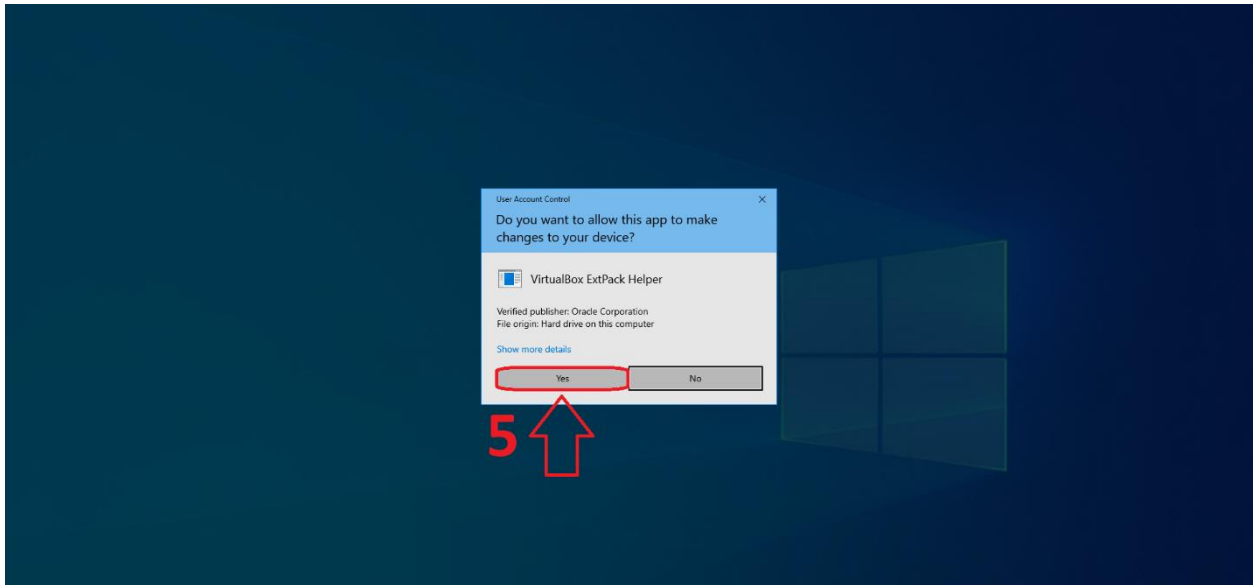 User Account Control
Do you want to allow this app to make
changes to your device?
VirtualBox ExtPack Helper
Verified publisher: Oracle Corporation
File origin: Hard drive on this computer
Show more details
Yes No
5